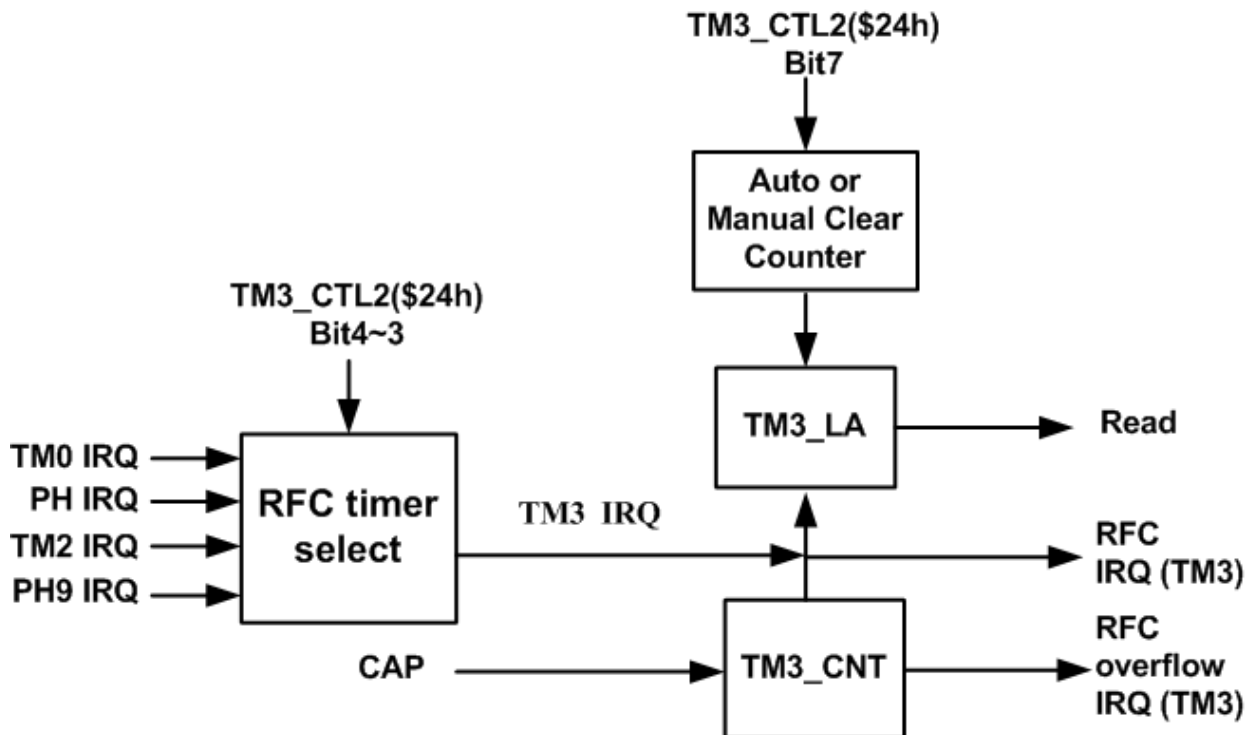 TM3_CTL2($24h)
Bit7
Auto or
Manual Clear
Counter
TM3_CTL2($24h)
Bit4~3
TM3_LA
Read
TM0 IRQ
PH IRQ
TM2 IRQ
PH9 IRQ
RFC timer
select
TM3 IRQ
RFC
IRQ (TM3)
CAP
TM3_CNT
RFC
overflow
IRQ (TM3)